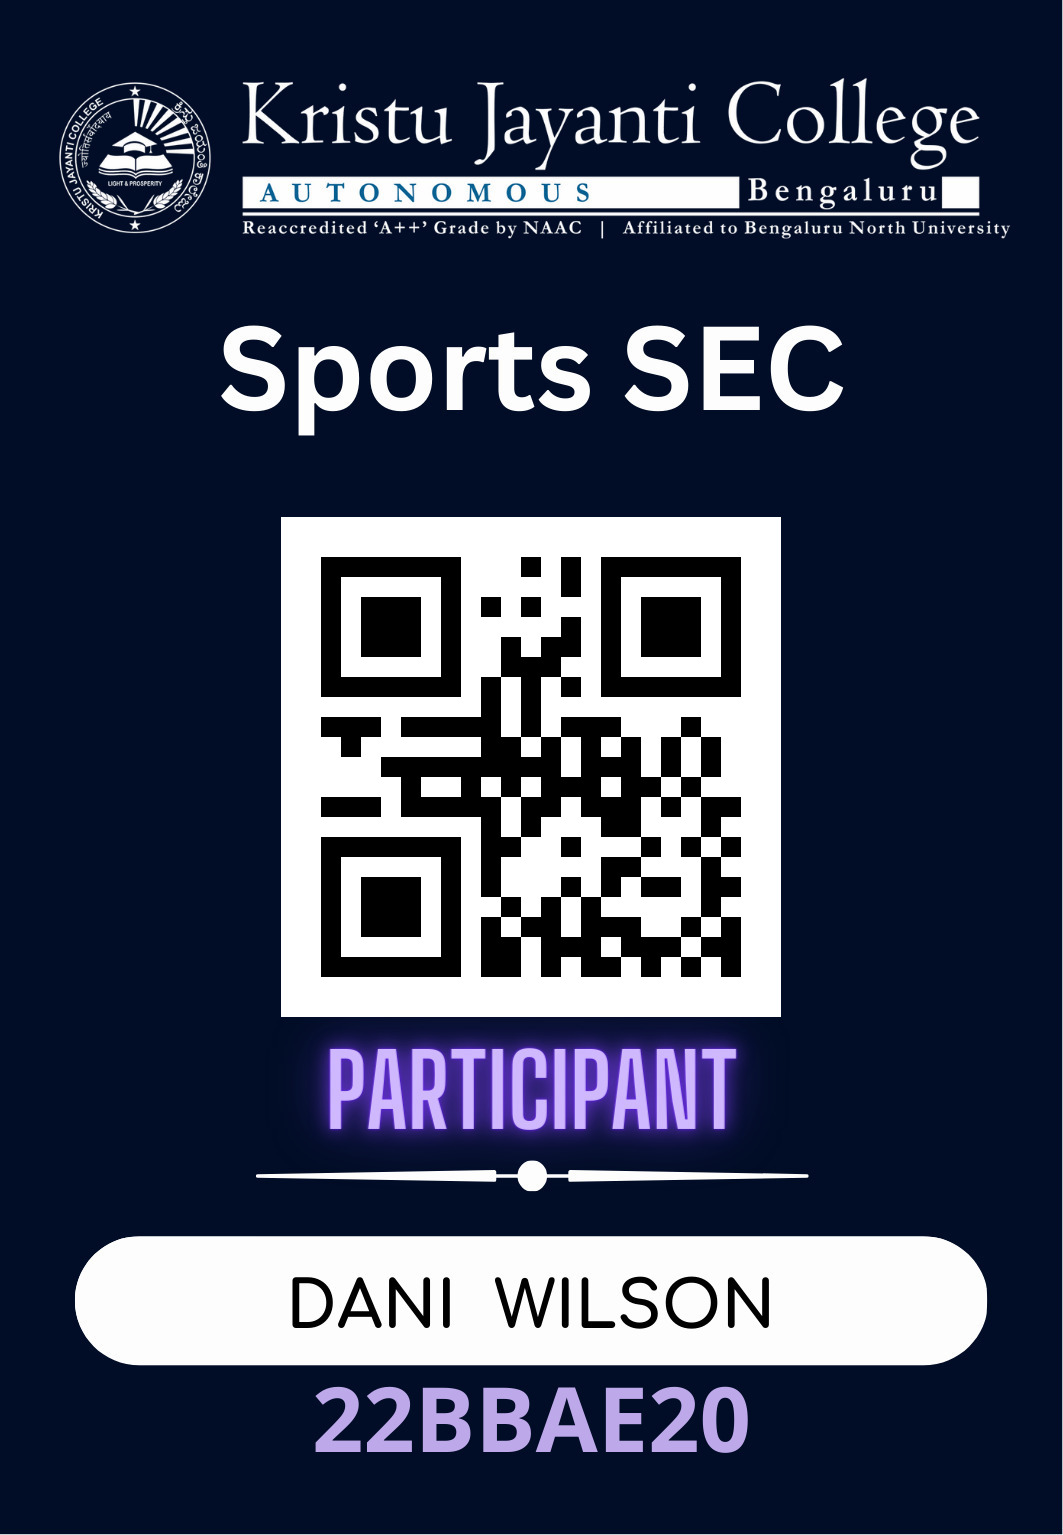 Kristu Jayanti College
AUTONOMOUS Bengaluru
Reaccredited ‘A++’ Grade by NAAC | Affiliated to Bengaluru North University
KRISTU JAYANTI COLLEGE
LIGHT & PROSPERITY
Sports SEC
PARTICIPANT
DANI WILSON
22BBAE20